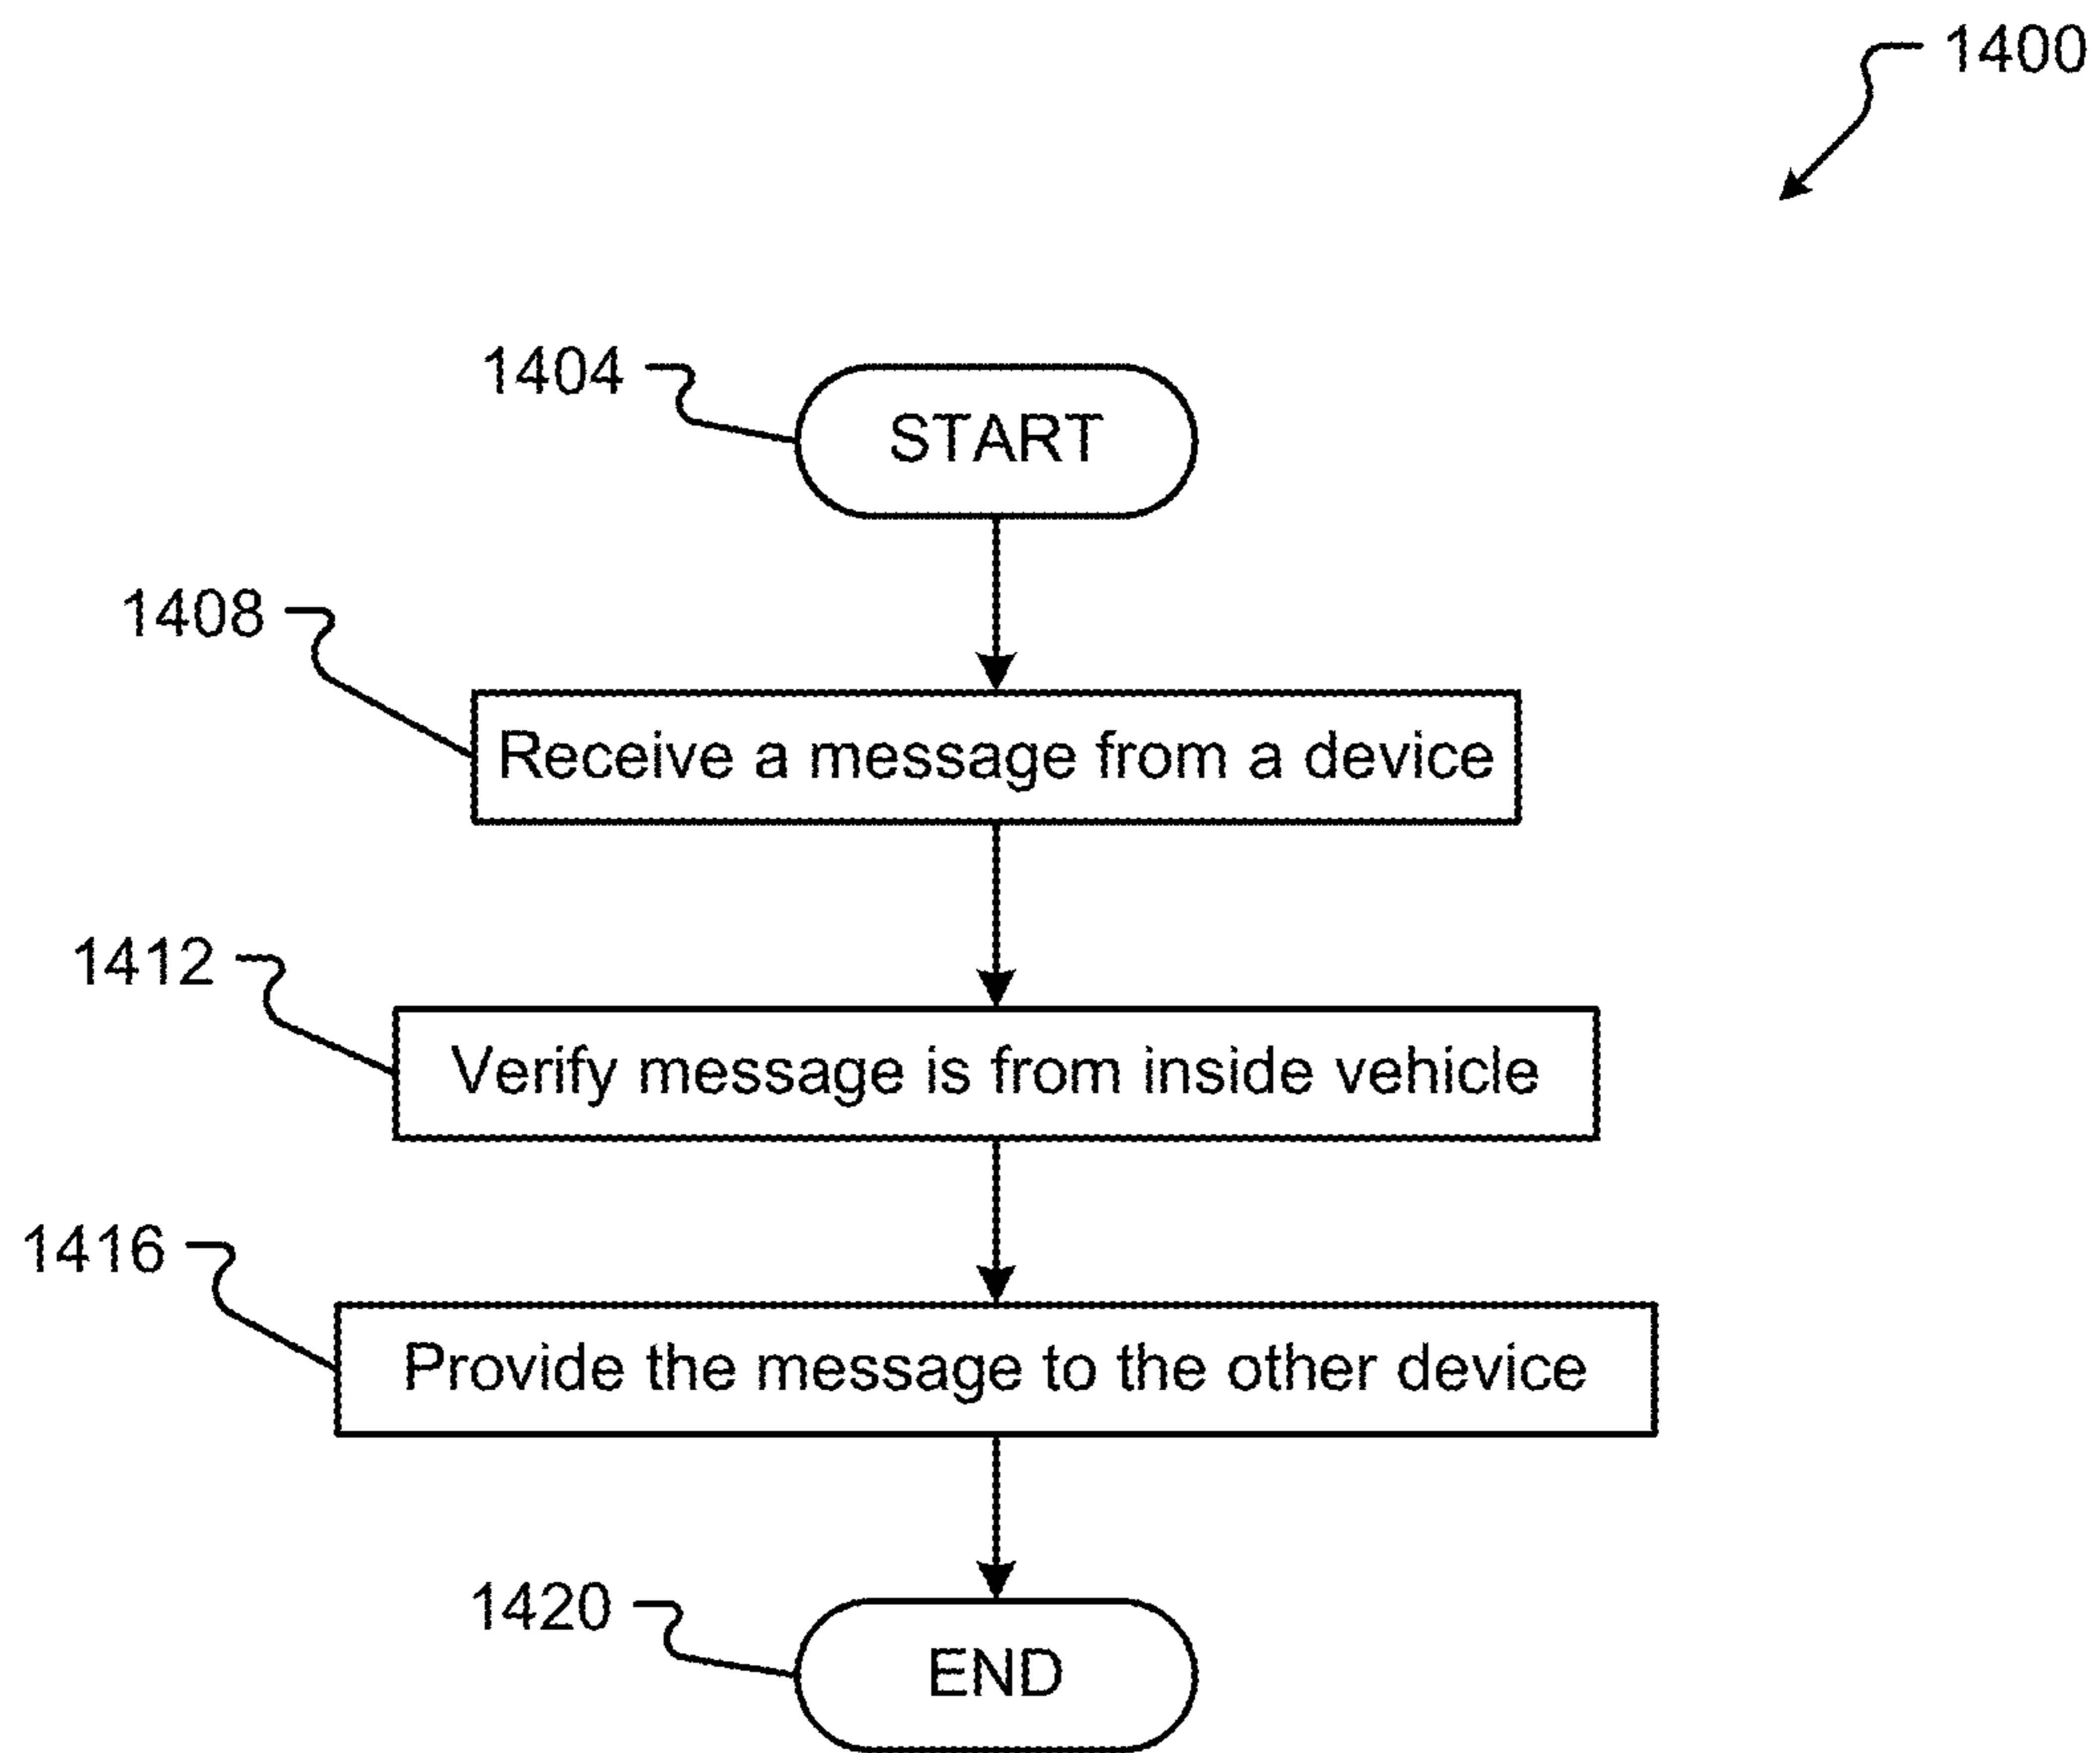 1400
1404
START
1408
Receive a message from a device
1412
Verify message is from inside vehicle
1416
Provide the message to the other device
1420
END